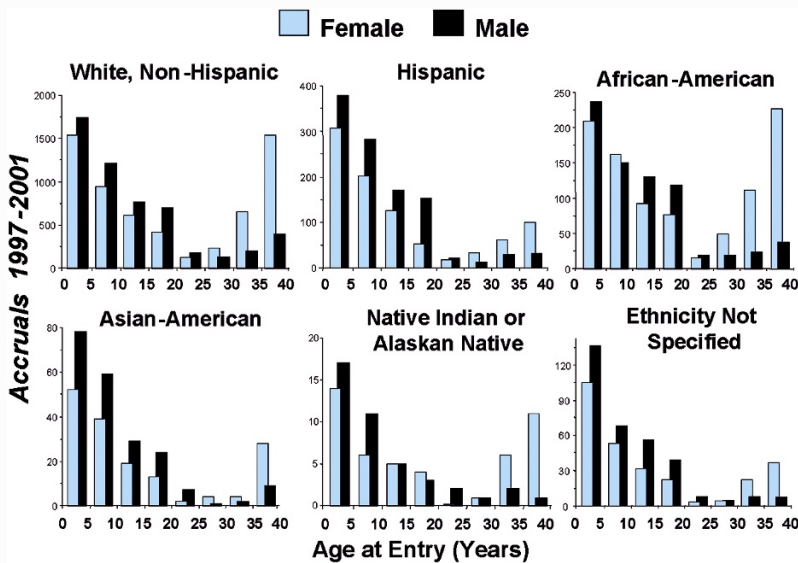 Female Male
White, Non-Hispanic
Hispanic
African-American
2000
1500
1000
500
0
0 5 10 15 20 25 30 35 40
400
300
200
100
0
0 5 10 15 20 25 30 35 40
250
200
150
100
50
0
0 5 10 15 20 25 30 35 40
Accruals 1997-2001
Asian-American
Native Indian or
Alaskan Native
Ethnicity Not
Specified
80
60
40
20
0
0 5 10 15 20 25 30 35 40
20
15
10
5
0
0 5 10 15 20 25 30 35 40
120
90
60
30
0
0 5 10 15 20 25 30 35 40
Age at Entry (Years)